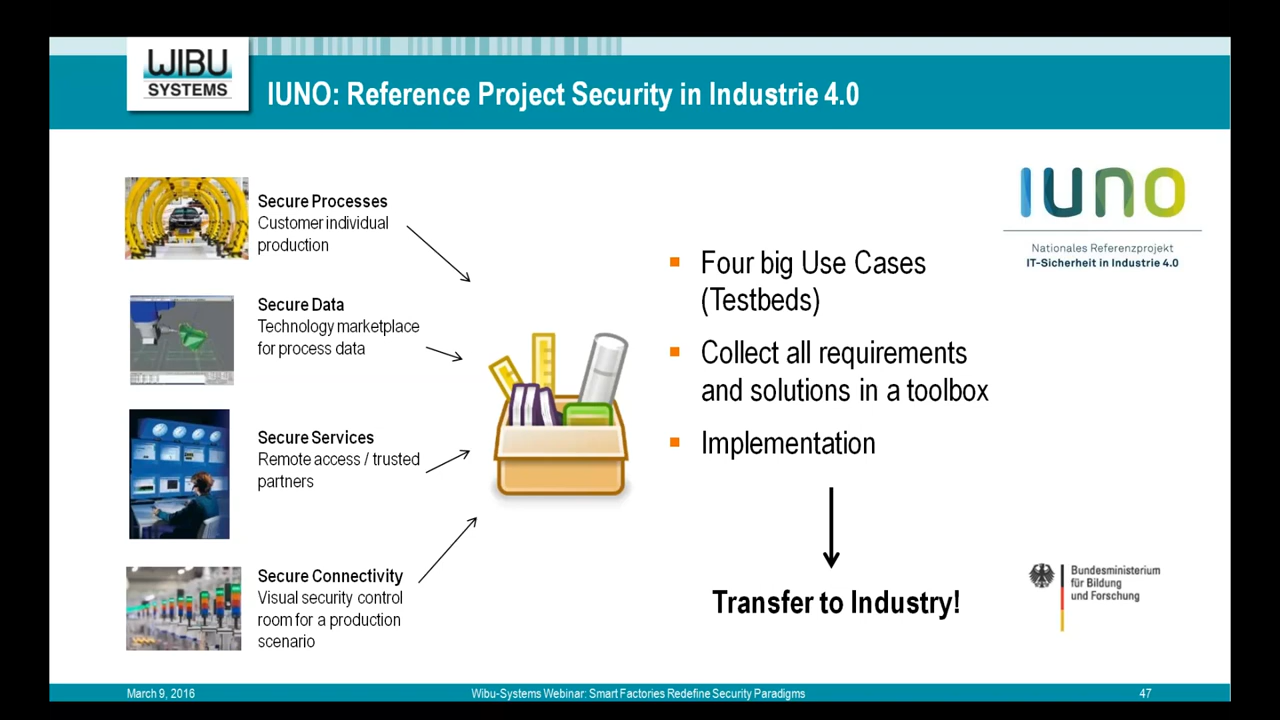 WIBU
SYSTEMS
IUNO: Reference Project Security in Industrie 4.0
Secure Processes
Customer individual
production
Secure Data
Technology marketplace
for process data
Secure Services
Remote access / trusted
partners
Secure Connectivity
Visual security control
room for a production
scenario
▪ Four big Use Cases
(Testbeds)
▪ Collect all requirements
and solutions in a toolbox
▪ Implementation
Transfer to Industry!
IUNO
Nationales Referenzprojekt
IT-Sicherheit in Industrie 4.0
Bundesministerium
für Bildung
und Forschung
March 9, 2016
Wibu-Systems Webinar: Smart Factories Redefine Security Paradigms
47